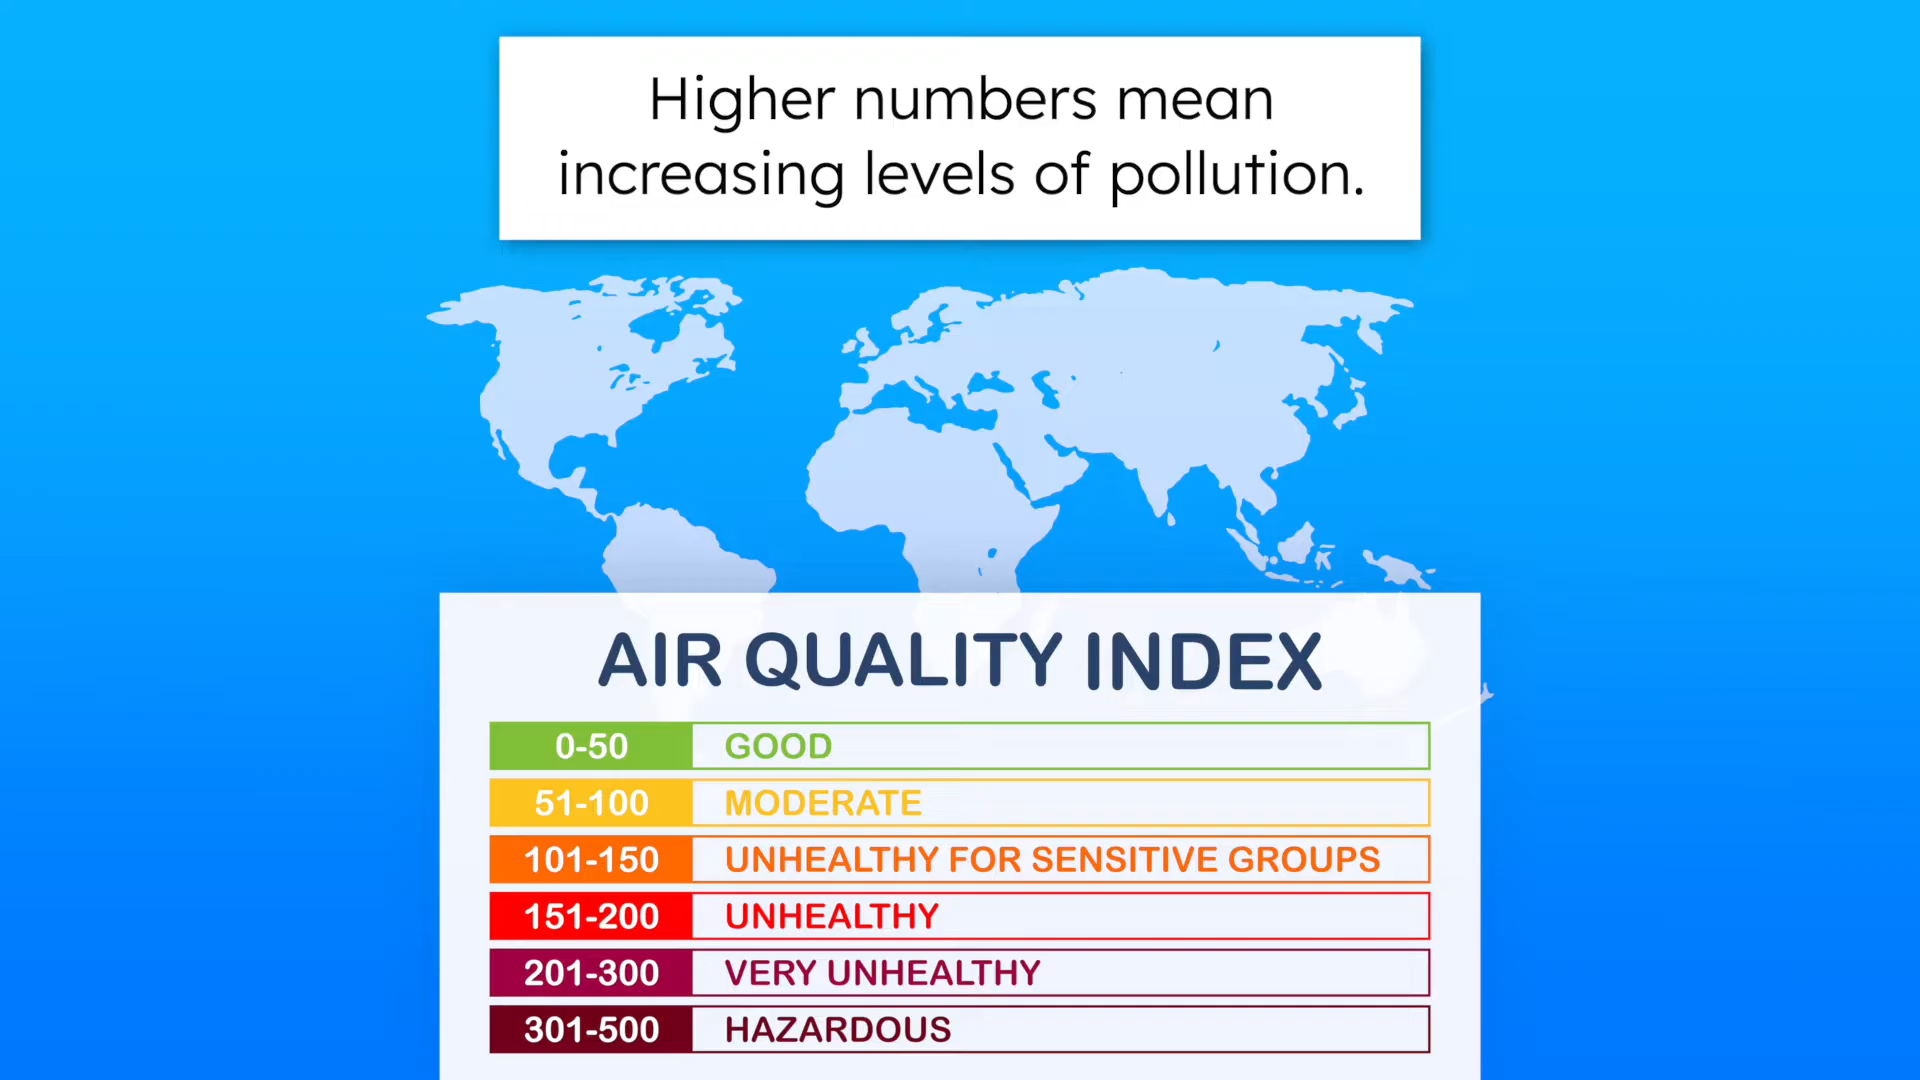 Higher numbers mean
increasing levels of pollution.
AIR QUALITY INDEX
0-50 GOOD
51-100 MODERATE
101-150 UNHEALTHY FOR SENSITIVE GROUPS
151-200 UNHEALTHY
201-300 VERY UNHEALTHY
301-500 HAZARDOUS